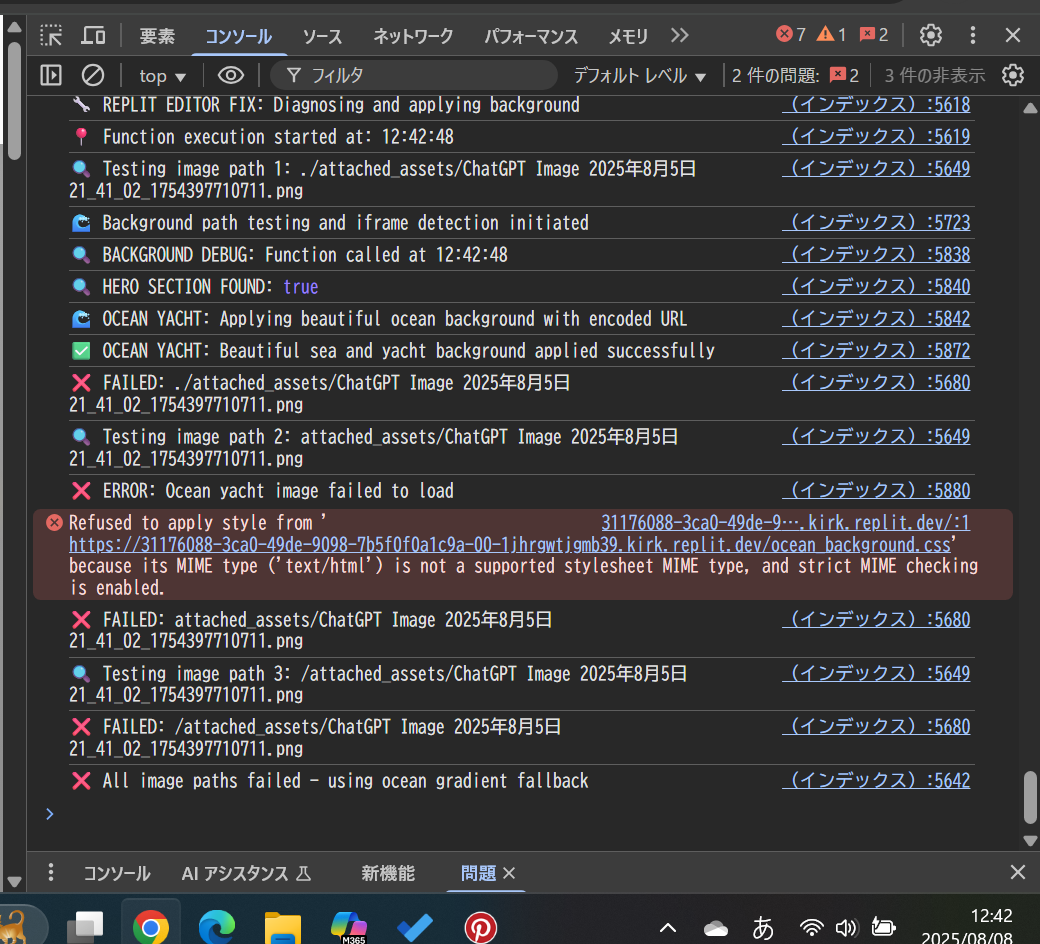 要素 コンソール ソース ネットワーク パフォーマンス メモリ 7 1 2
top フィルタ デフォルト レベル 2 件の問題: 2 3 件の非表示
REPLIT EDITOR FIX: Diagnosing and applying background （インデックス）:5618
Function execution started at: 12:42:48 （インデックス）:5619
Testing image path 1: ./attached_assets/ChatGPT Image 2025年8月5日 （インデックス）:5649
21_41_02_1754397710711.png
Background path testing and iframe detection initiated （インデックス）:5723
BACKGROUND DEBUG: Function called at 12:42:48 （インデックス）:5838
HERO SECTION FOUND: true （インデックス）:5840
OCEAN YACHT: Applying beautiful ocean background with encoded URL （インデックス）:5842
OCEAN YACHT: Beautiful sea and yacht background applied successfully （インデックス）:5872
FAILED: ./attached_assets/ChatGPT Image 2025年8月5日 （インデックス）:5680
21_41_02_1754397710711.png
Testing image path 2: attached_assets/ChatGPT Image 2025年8月5日 （インデックス）:5649
21_41_02_1754397710711.png
ERROR: Ocean yacht image failed to load （インデックス）:5880
Refused to apply style from ' 31176088-3ca0-49de-9….kirk.replit.dev/:1
https://31176088-3ca0-49de-9098-7b5f0f0a1c9a-00-1jhrgwtjgmb39.kirk.replit.dev/ocean_background.css'
because its MIME type ('text/html') is not a supported stylesheet MIME type, and strict MIME checking
is enabled.
FAILED: attached_assets/ChatGPT Image 2025年8月5日 （インデックス）:5680
21_41_02_1754397710711.png
Testing image path 3: /attached_assets/ChatGPT Image 2025年8月5日 （インデックス）:5649
21_41_02_1754397710711.png
FAILED: /attached_assets/ChatGPT Image 2025年8月5日 （インデックス）:5680
21_41_02_1754397710711.png
All image paths failed - using ocean gradient fallback （インデックス）:5642
コンソール AI アシスタンス 新機能 問題
M365 あ 12:42
2025/08/08